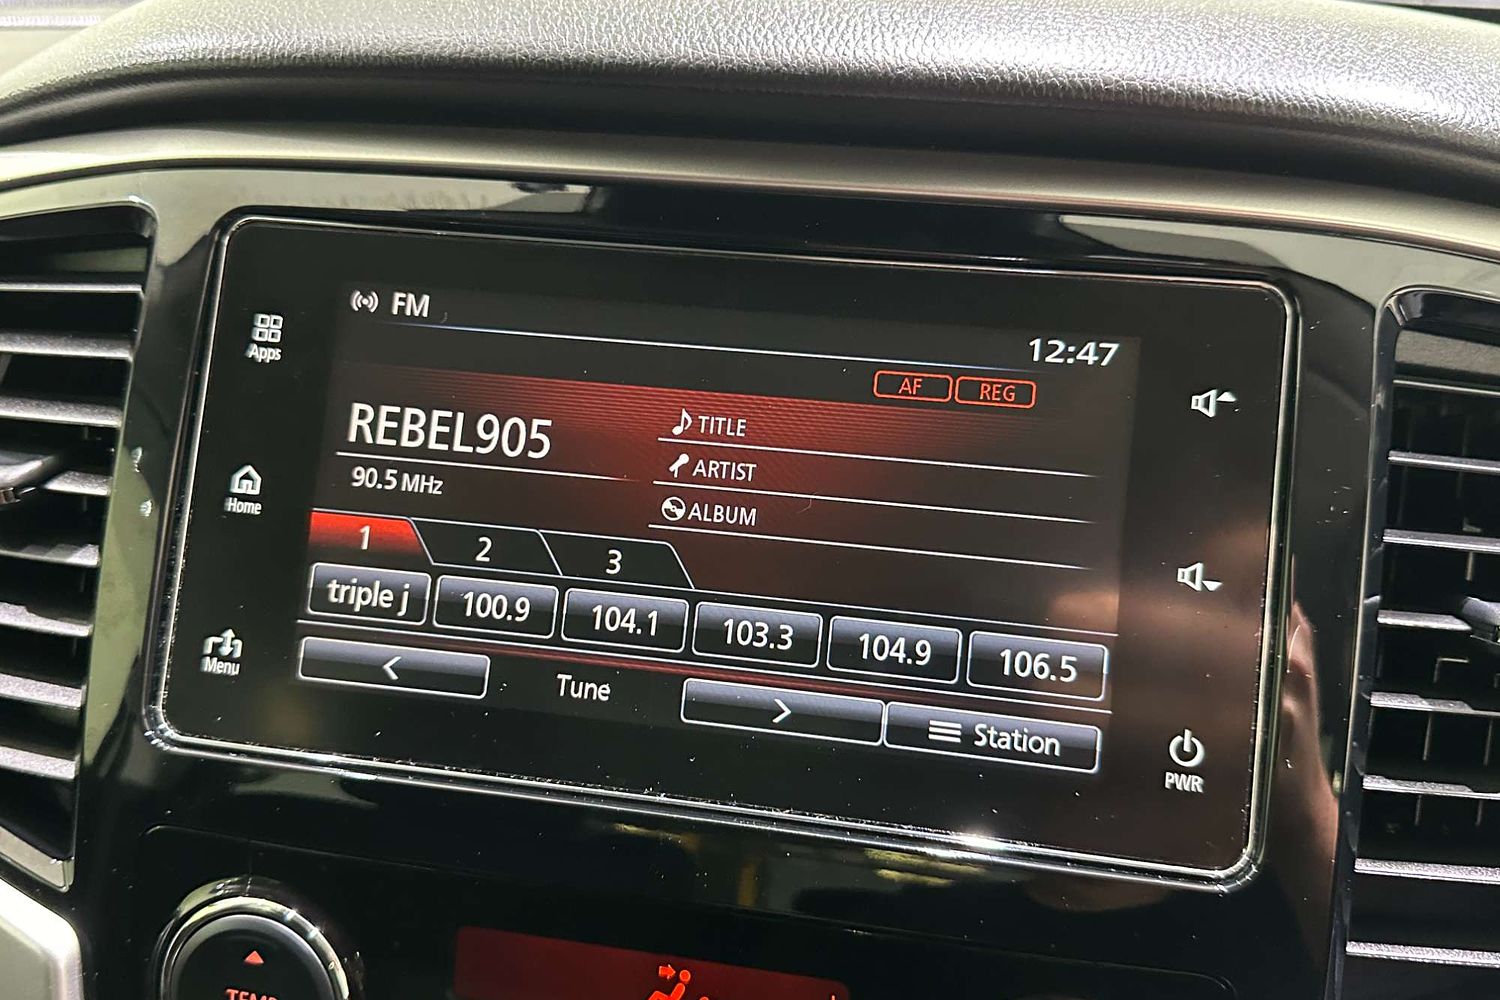 FM
12:47
Apps
AF REG
REBEL905
TITLE
90.5 MHz
ARTIST
Home
ALBUM
1 2 3
triple j 100.9 104.1 103.3 104.9 106.5
Menu
< Tune > Station
PWR
TEMP